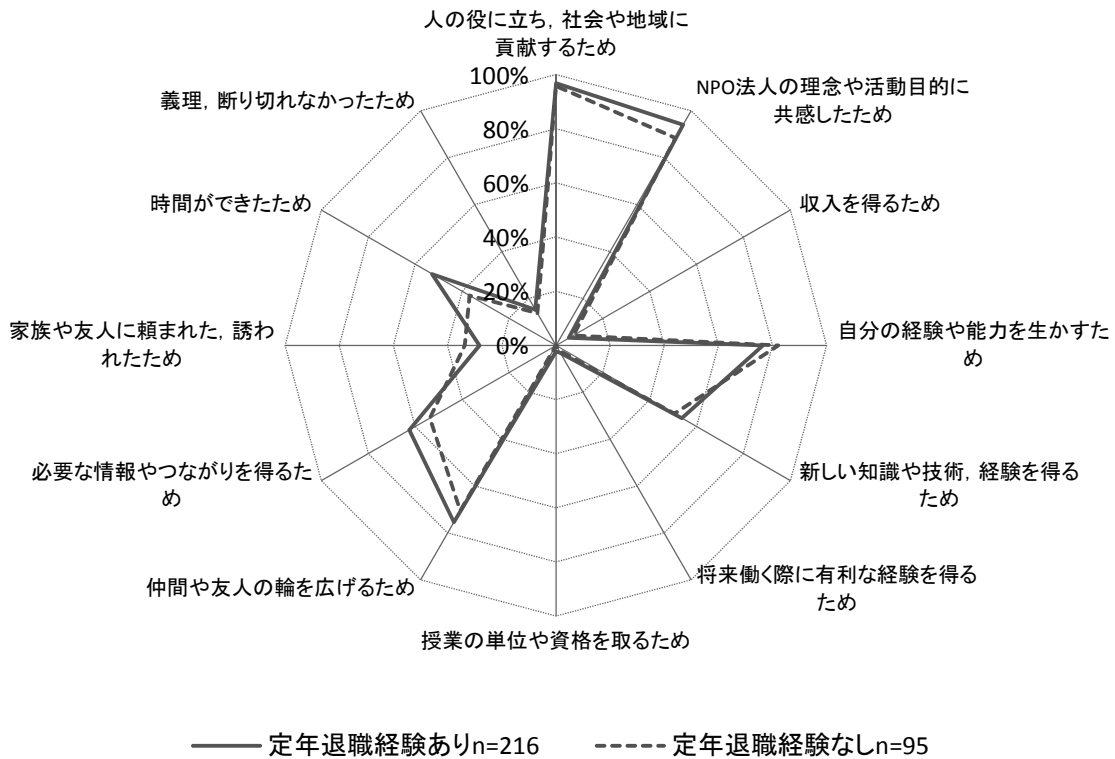 人の役に立ち，社会や地域に
貢献するため
NPO法人の理念や活動目的に
共感したため
収入を得るため
自分の経験や能力を生かすた
め
新しい知識や技術，経験を得る
ため
将来働く際に有利な経験を得る
ため
授業の単位や資格を取るため
仲間や友人の輪を広げるため
必要な情報やつながりを得るた
め
家族や友人に頼まれた，誘わ
れたため
時間ができたため
義理，断り切れなかったため
100%
80%
60%
40%
20%
0%
定年退職経験ありn=216
定年退職経験なしn=95